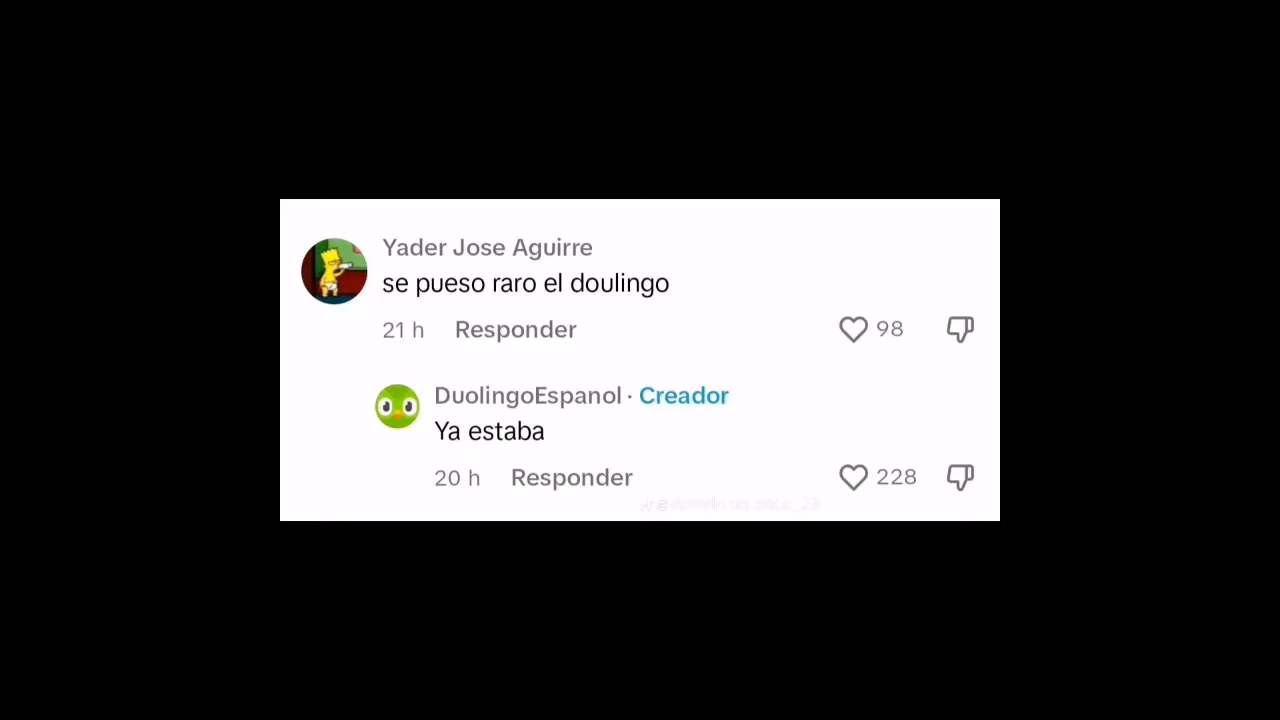 Yader Jose Aguirre
se pueso raro el doulingo
21 h Responder 98
DuolingoEspanol · Creador
Ya estaba
20 h Responder 228